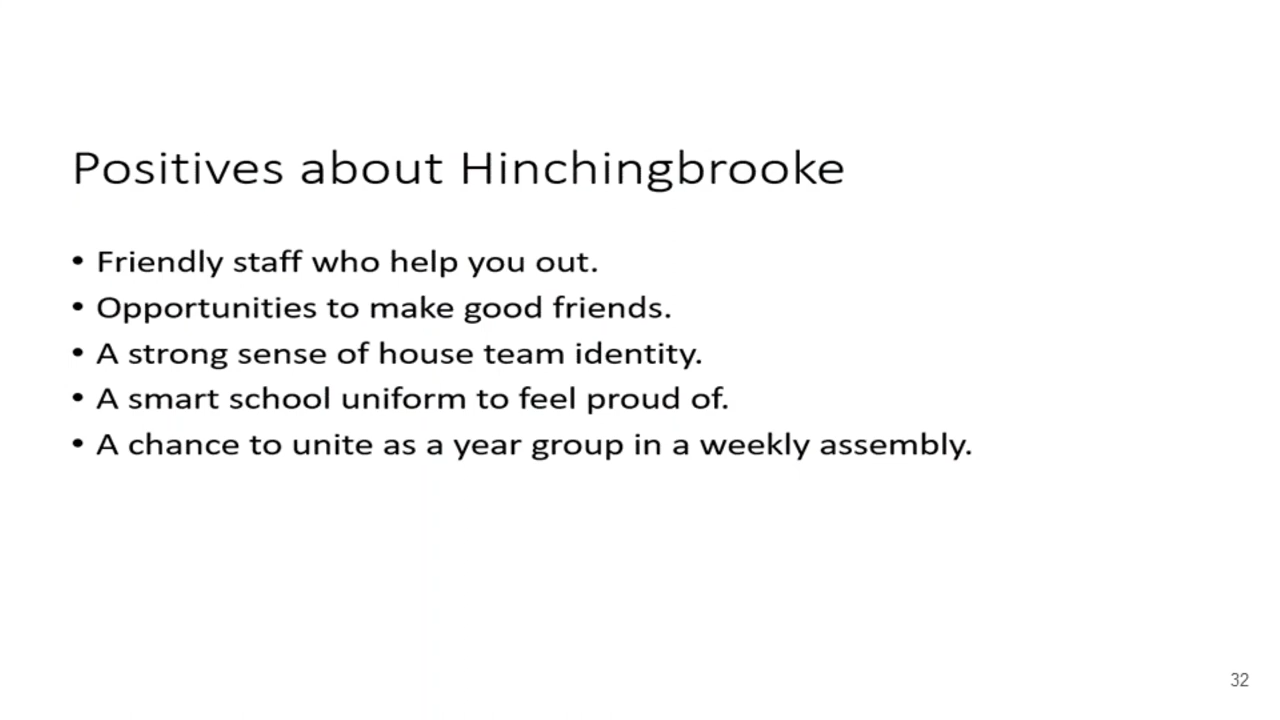 Positives about Hinchingbrooke
• Friendly staff who help you out.
• Opportunities to make good friends.
• A strong sense of house team identity.
• A smart school uniform to feel proud of.
• A chance to unite as a year group in a weekly assembly.
32